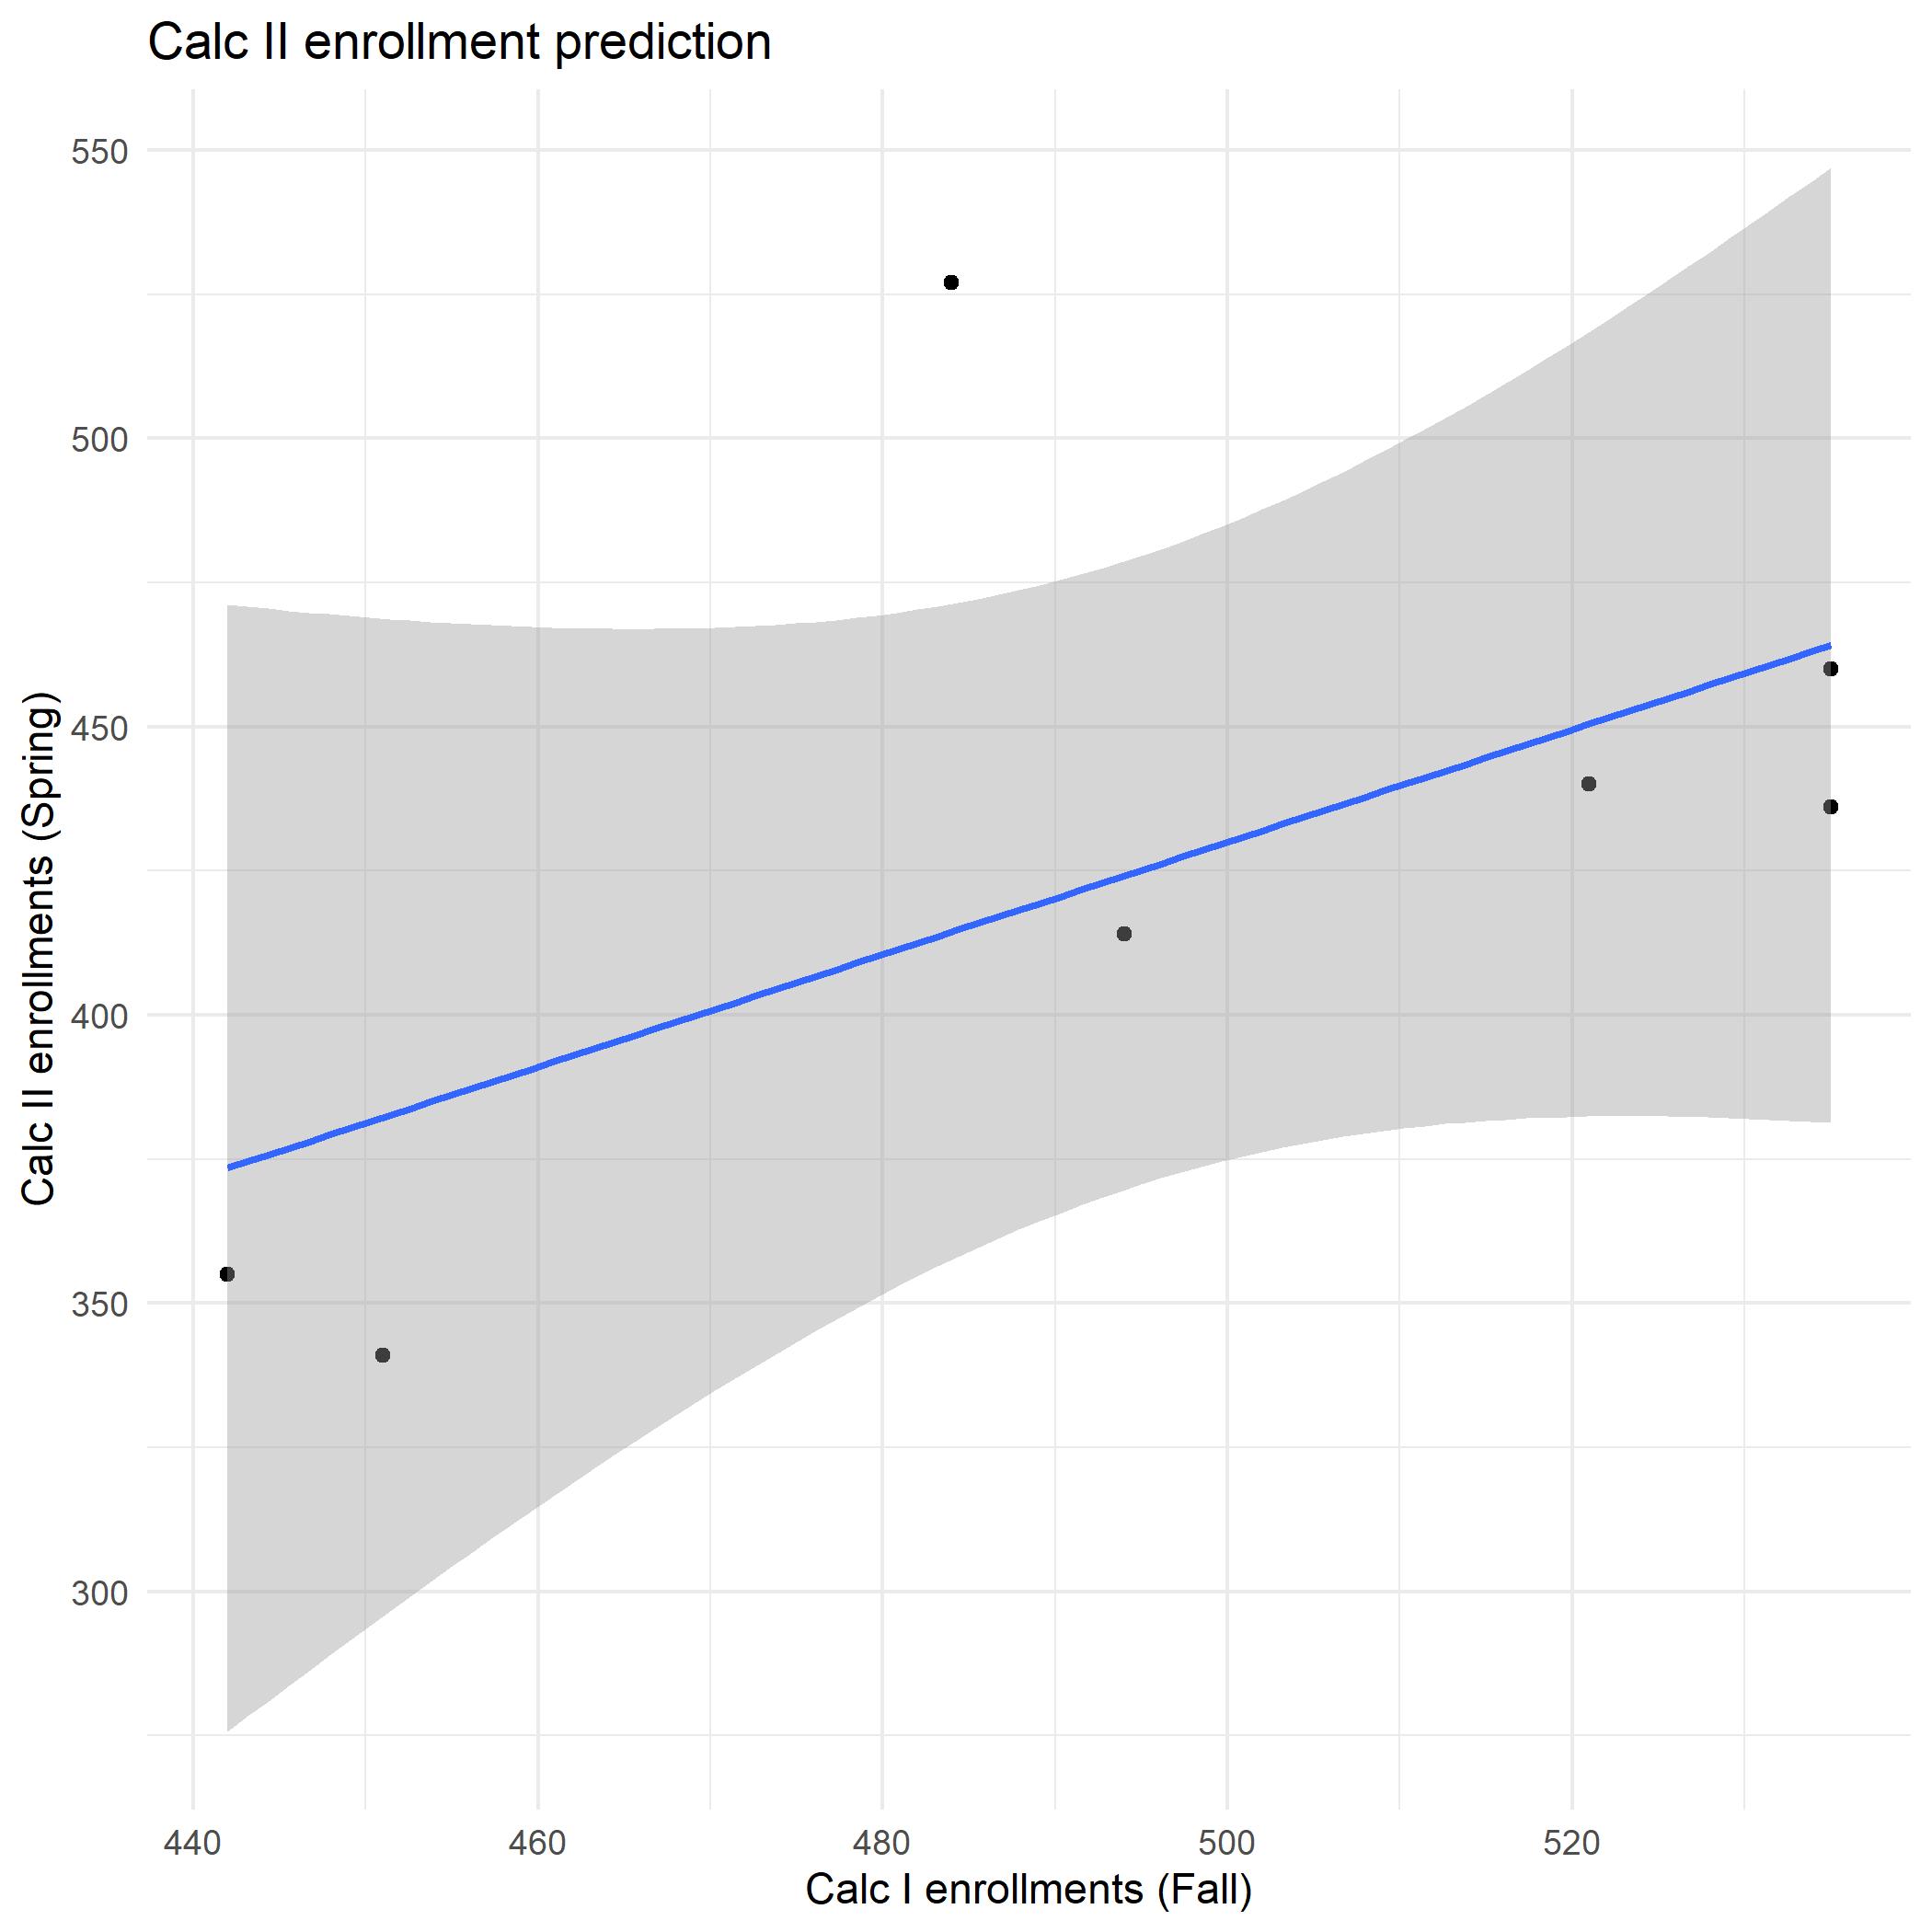 Calc II enrollment prediction
550
500
450
400
350
300
Calc II enrollments (Spring)
440 460 480 500 520
Calc I enrollments (Fall)